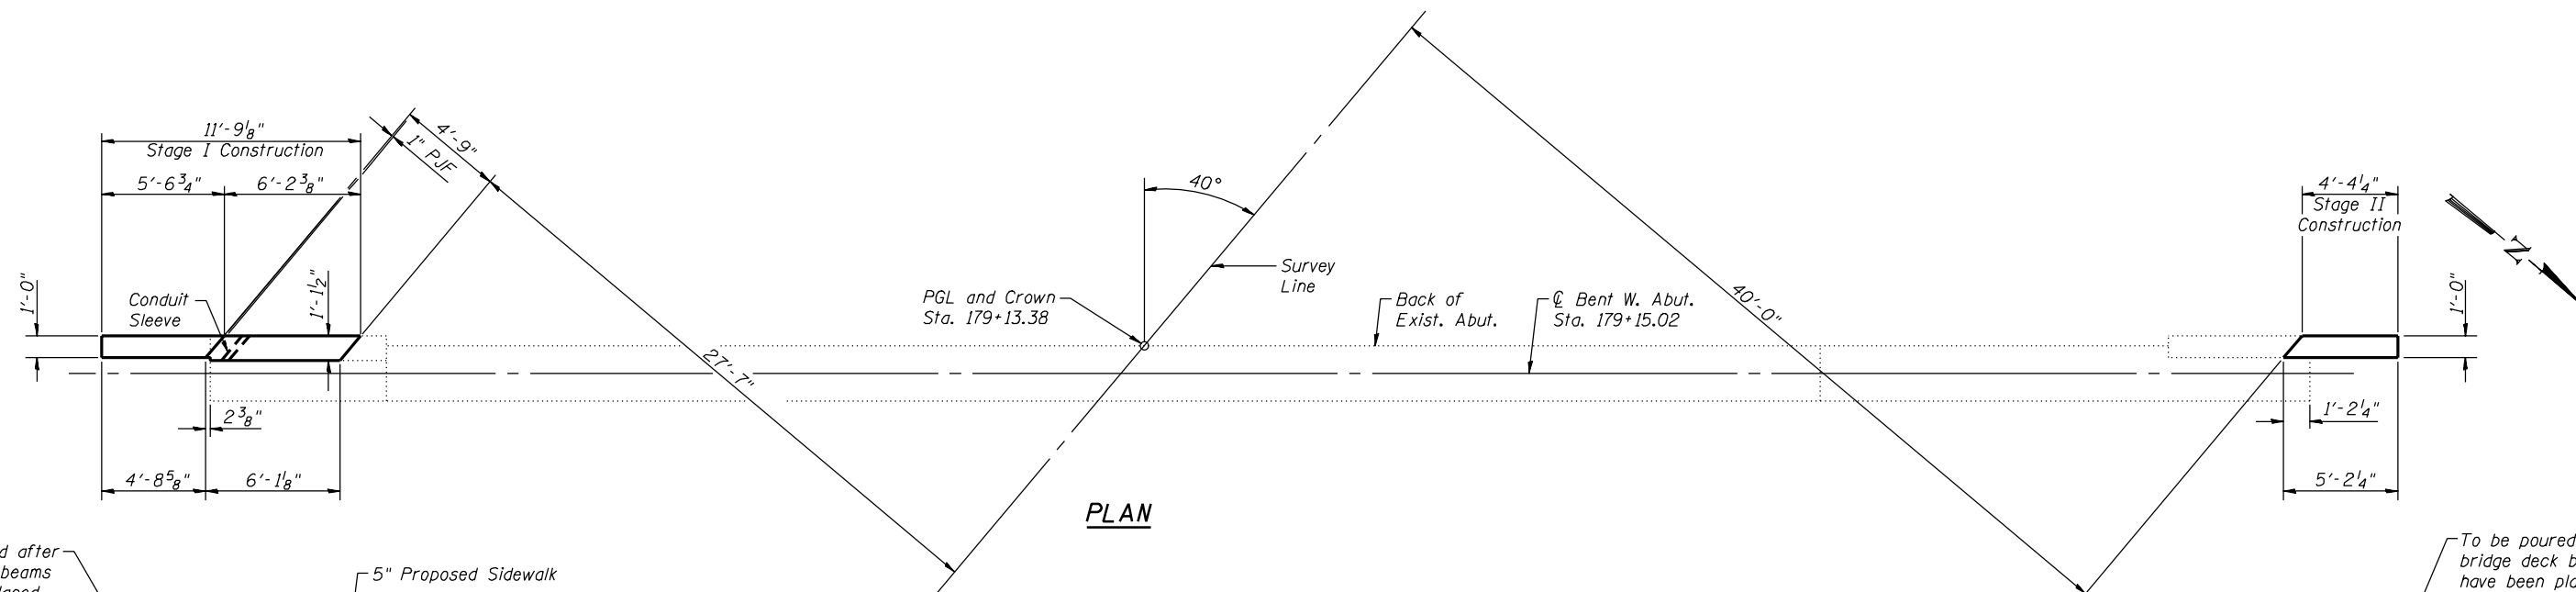 11'-9 1/8"
Stage I Construction
5'-6 3/4"
6'-2 3/8"
4'-9"
1" PJF
1'-0"
Conduit
Sleeve
1'-1 1/2"
2 3/8"
4'-8 5/8"
6'-1 1/8"
27'-7"
40°
PGL and Crown
Sta. 179+13.38
Survey
Line
Back of
Exist. Abut.
℄ Bent W. Abut.
Sta. 179+15.02
40'-0"
4'-4 1/4"
Stage II
Construction
1'-0"
N
1'-2 1/4"
5'-2 1/4"
PLAN
d after
beams
5" Proposed Sidewalk
To be poured
bridge deck b
have been pla